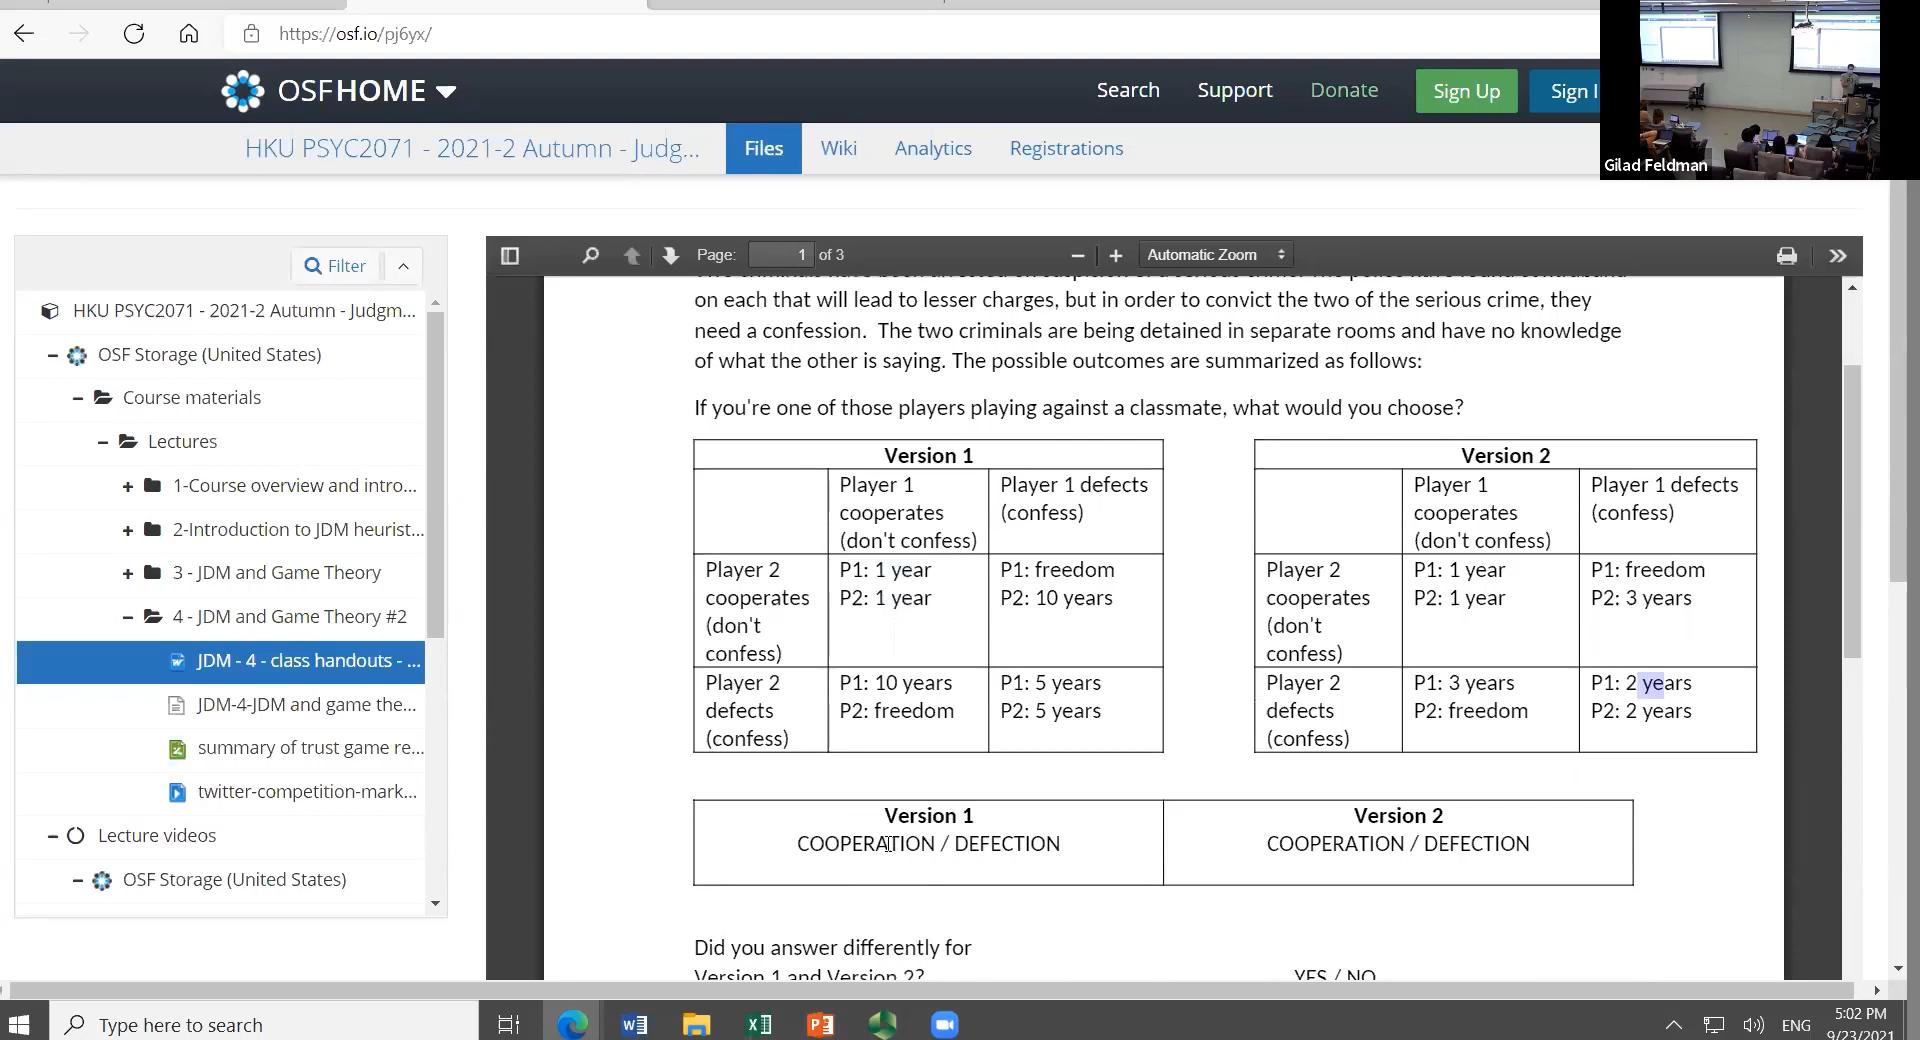 https://osf.io/pj6yx/
OSFHOME
Search
Support
Donate
Sign Up
Sign I
Gilad Feldman
HKU PSYC2071 - 2021-2 Autumn - Judg...
Files
Wiki
Analytics
Registrations
Filter
Page: 1 of 3
Automatic Zoom
HKU PSYC2071 - 2021-2 Autumn - Judgm...
OSF Storage (United States)
Course materials
Lectures
1-Course overview and intro...
2-Introduction to JDM heurist...
3 - JDM and Game Theory
4 - JDM and Game Theory #2
JDM - 4 - class handouts - ...
JDM-4-JDM and game the...
summary of trust game re...
twitter-competition-mark...
Lecture videos
OSF Storage (United States)
on each that will lead to lesser charges, but in order to convict the two of the serious crime, they
need a confession. The two criminals are being detained in separate rooms and have no knowledge
of what the other is saying. The possible outcomes are summarized as follows:
If you're one of those players playing against a classmate, what would you choose?
Version 1
Player 1
cooperates
(don't confess)
Player 1 defects
(confess)
Player 2
cooperates
(don't
confess)
P1: 1 year
P2: 1 year
P1: freedom
P2: 10 years
Player 2
defects
(confess)
P1: 10 years
P2: freedom
P1: 5 years
P2: 5 years
Version 2
Player 1
cooperates
(don't confess)
Player 1 defects
(confess)
Player 2
cooperates
(don't
confess)
P1: 1 year
P2: 1 year
P1: freedom
P2: 3 years
Player 2
defects
(confess)
P1: 3 years
P2: freedom
P1: 2 years
P2: 2 years
Version 1
COOPERATION / DEFECTION
Version 2
COOPERATION / DEFECTION
Did you answer differently for
Version 1 and Version 2?
YES / NO
Type here to search
ENG
5:02 PM
9/23/2021